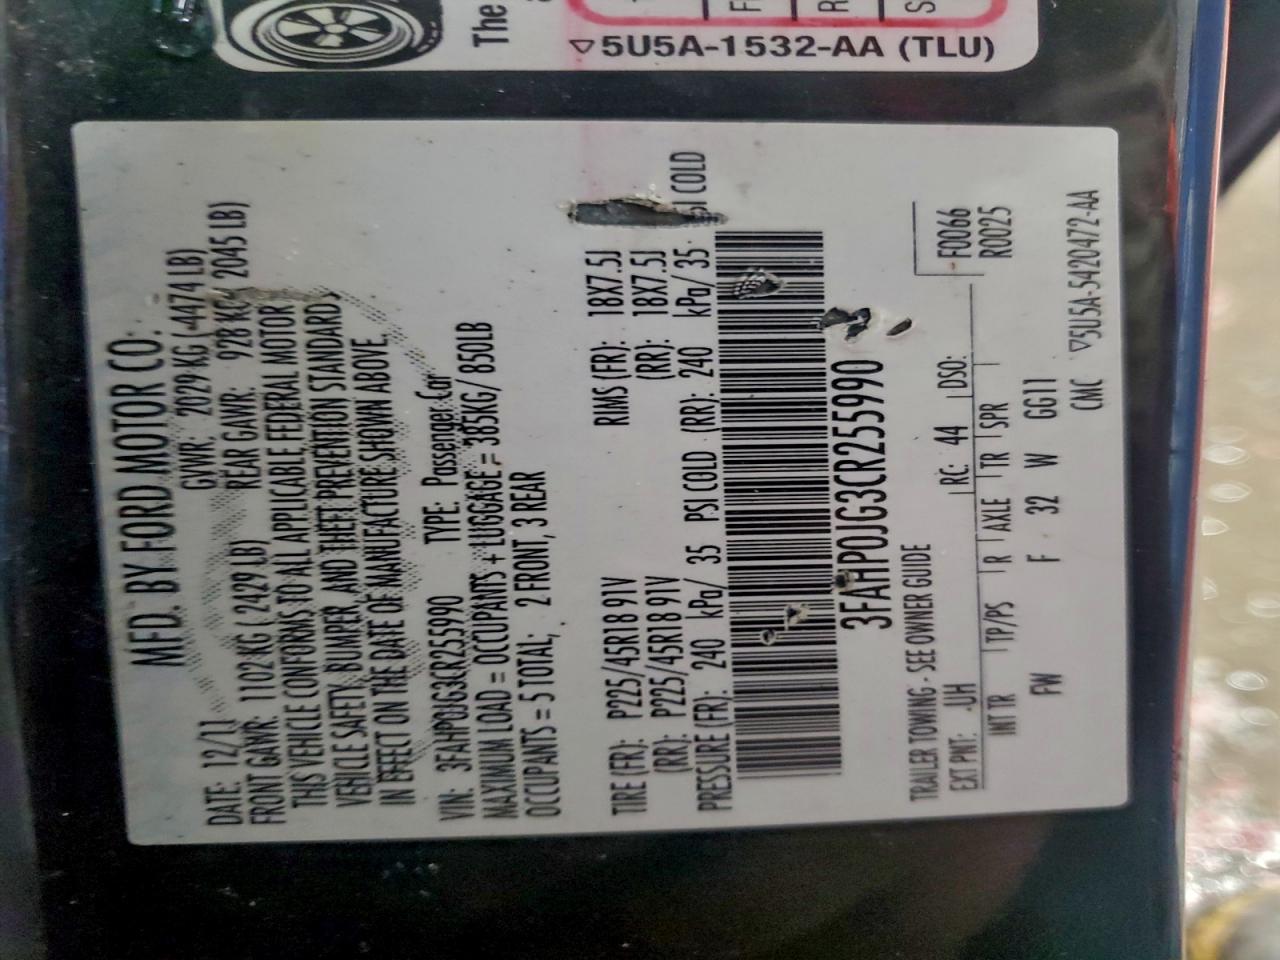 The
F
R
S
▽5U5A-1532-AA (TLU)
MFD. BY FORD MOTOR CO.
DATE: 12/11 GVWR: 2029 KG (4474 LB)
FRONT GAWR: 1102 KG (2429 LB) REAR GAWR: 928 KG (2045 LB)
THIS VEHICLE CONFORMS TO ALL APPLICABLE FEDERAL MOTOR
VEHICLE SAFETY, BUMPER, AND THEFT PREVENTION STANDARDS
IN EFFECT ON THE DATE OF MANUFACTURE SHOWN ABOVE.
VIN: 3FAHP0JG3CR255990 TYPE: Passenger Car
MAXIMUM LOAD = OCCUPANTS + LUGGAGE = 385KG/ 850LB
OCCUPANTS = 5 TOTAL; 2 FRONT, 3 REAR
TIRE (FR): P225/45R18 91V RIMS (FR): 18X7.5J
(RR): P225/45R18 91V (RR): 18X7.5J
PRESSURE (FR): 240 kPa/ 35 PSI COLD (RR): 240 kPa/ 35 PSI COLD
3FAHP0JG3CR255990
TRAILER TOWING - SEE OWNER GUIDE F0066
EXT PNT: JH RC: 44 DSO: R0025
INT TR TP/PS R AXLE TR SPR
FW F 32 W GG11
CMC ▽5U5A-5420472-AA